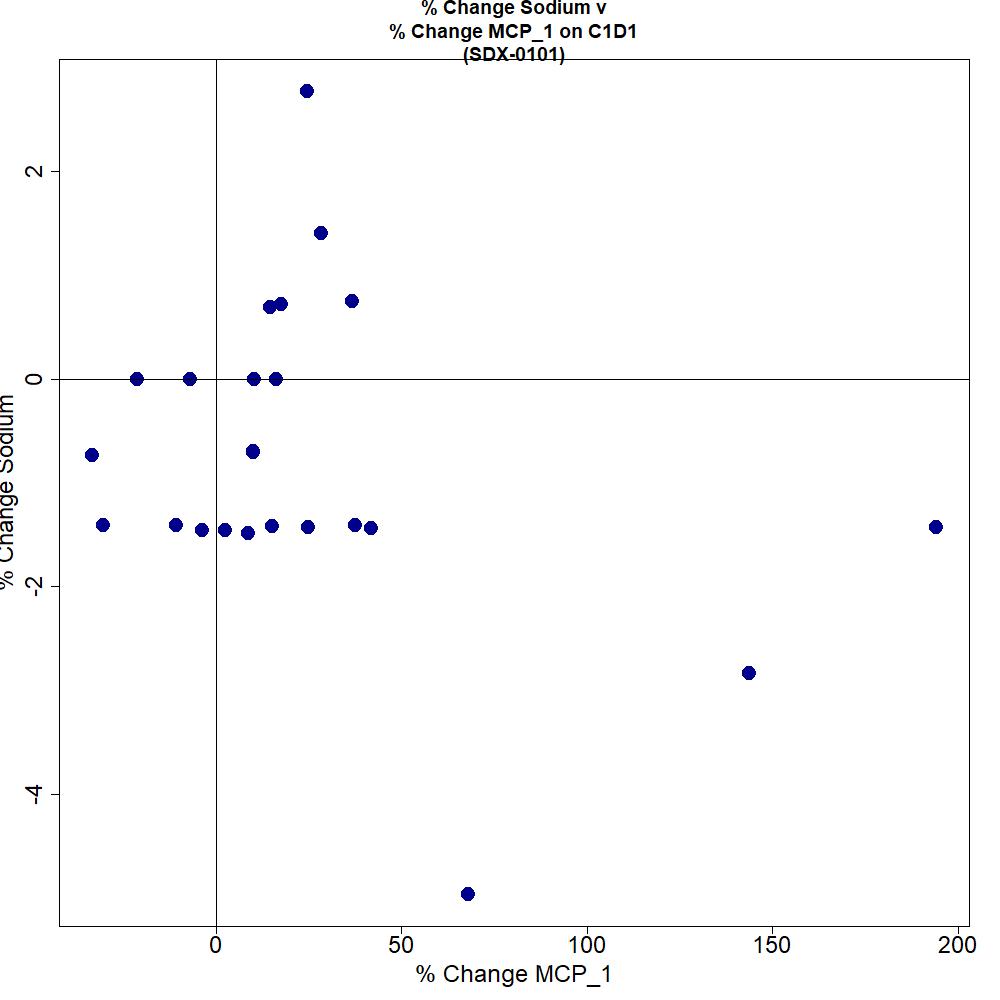 % Change Sodium v
% Change MCP_1 on C1D1
(SDX-0101)
2
0
-2
-4
% Change Sodium
0
50
100
150
200
% Change MCP_1